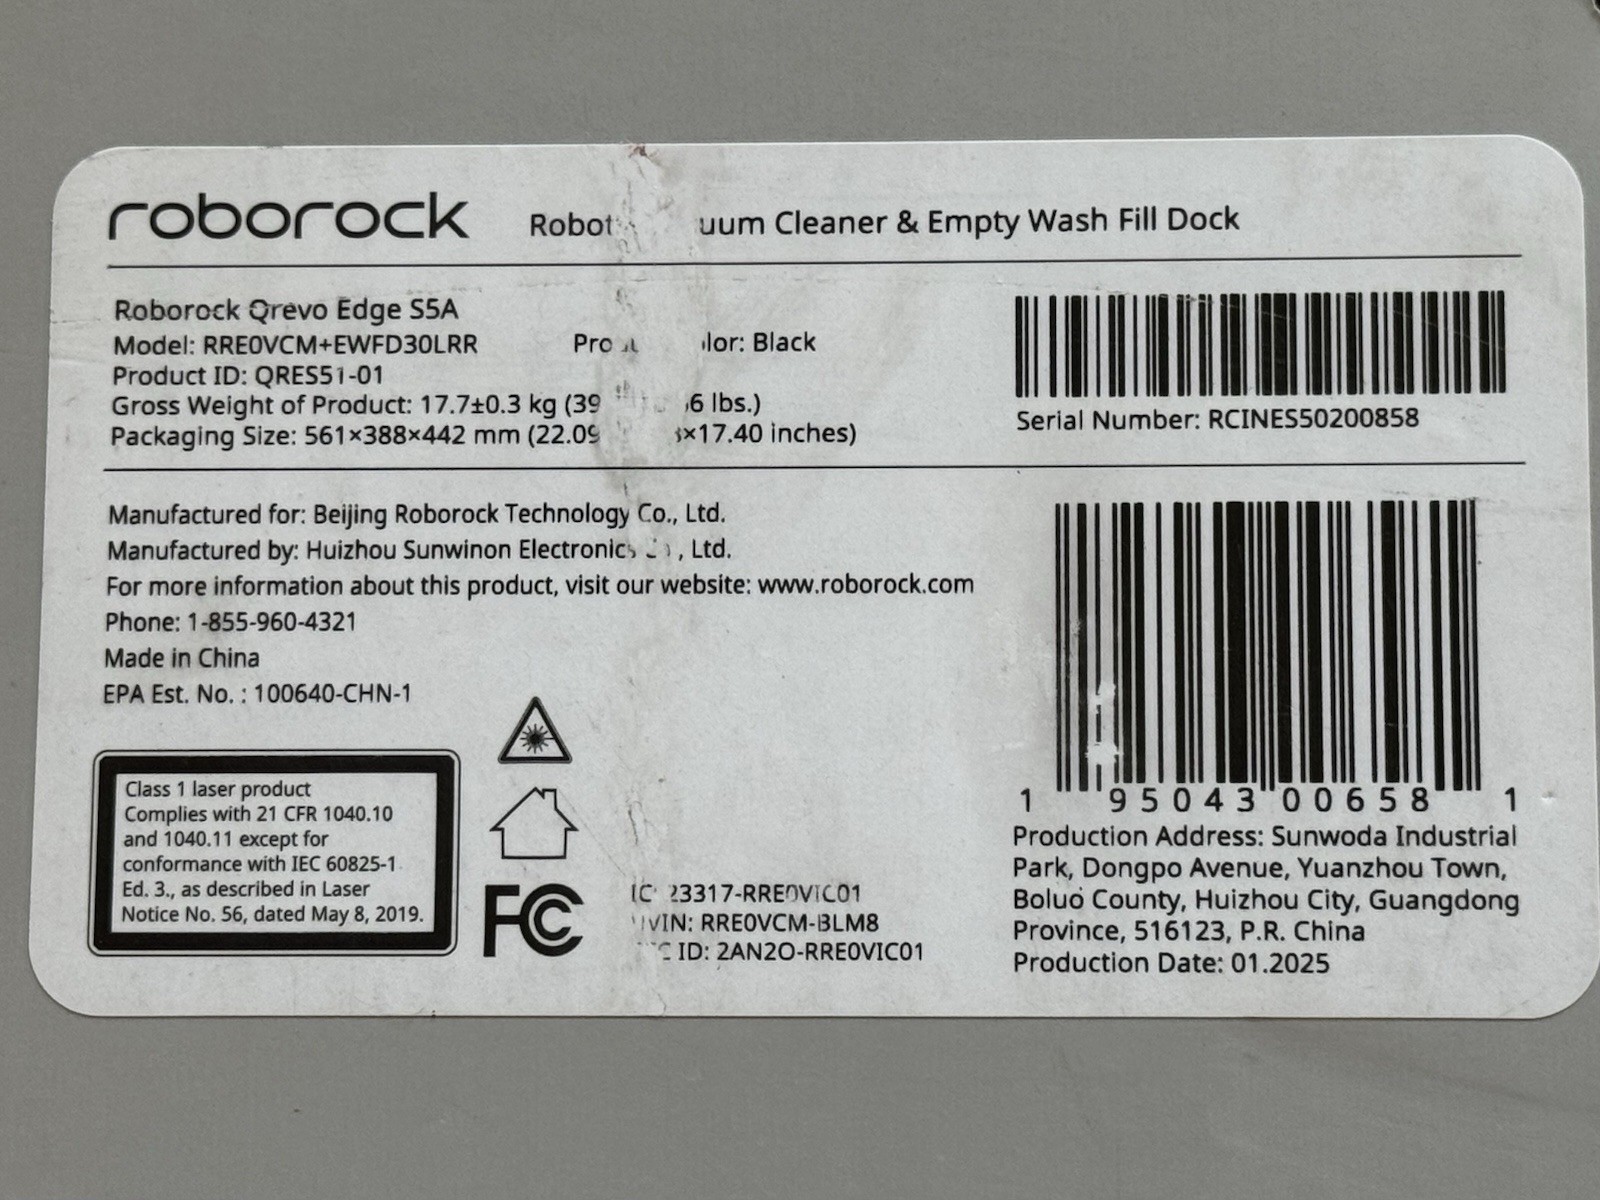 roborock
Cleaner & Empty Wash Fill Dock
Roborock Qrevo Edge S5A
Model: RRE0VCM+EWFD30LRR Black
Product ID: QRES51-01
Gross Weight of Product: 17.7±0.3 kg lbs.)
Packaging Size: 561×388×442 mm inches)
Serial Number: RCINES50200858
Manufactured for: Beijing Roborock Technology Co., Ltd.
Manufactured by: Huizhou Sunwinon Electronics , Ltd.
For more information about this product, visit our website: www.roborock.com
Phone: 1-855-960-4321
Made in China
EPA Est. No. : 100640-CHN-1
Class 1 laser product
Complies with 21 CFR 1040.10
and 1040.11 except for
conformance with IEC 60825-1
Ed. 3., as described in Laser
Notice No. 56, dated May 8, 2019.
FC
23317-RRE0VIC01
RRE0VCM-BLM8
ID: 2AN2O-RRE0VIC01
1 95043 00658 1
Production Address: Sunwoda Industrial
Park, Dongpo Avenue, Yuanzhou Town,
Boluo County, Huizhou City, Guangdong
Province, 516123, P.R. China
Production Date: 01.2025